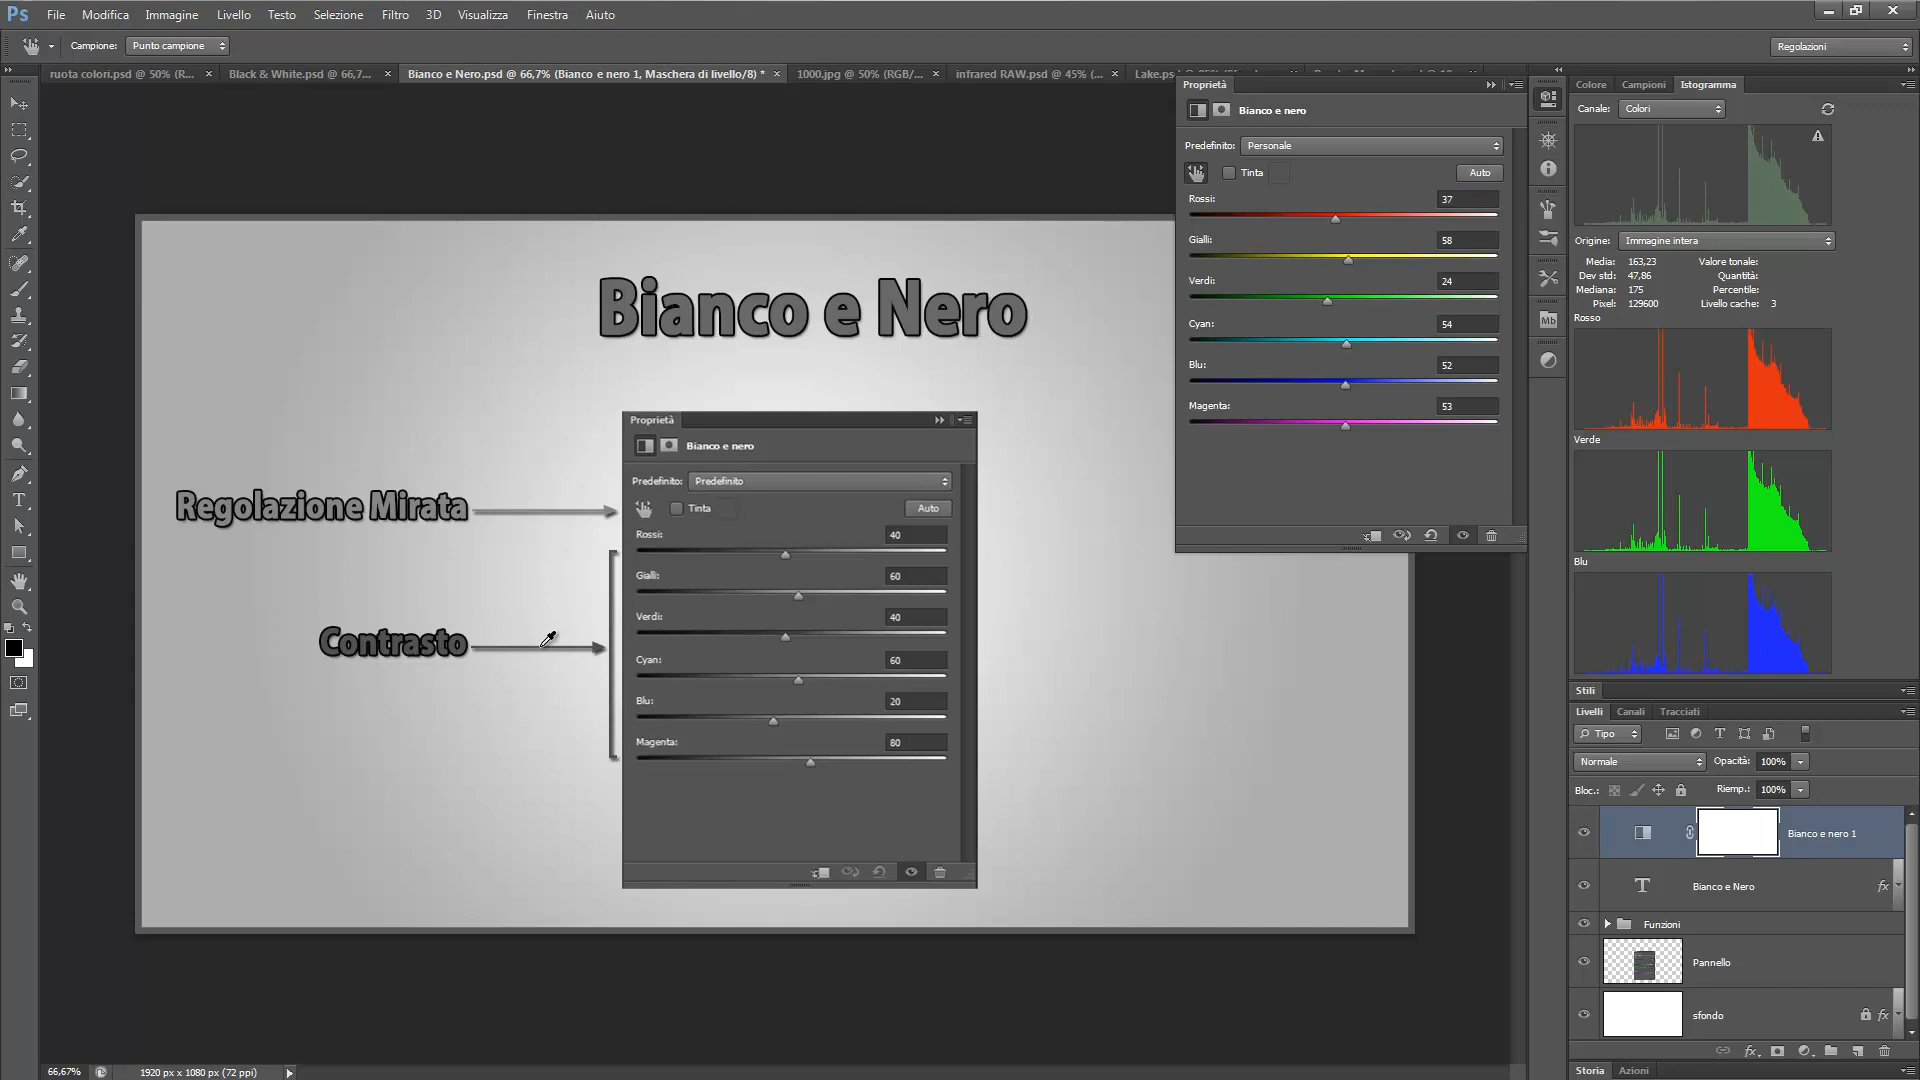 Ps File Modifica Immagine Livello Testo Selezione Filtro 3D Visualizza Finestra Aiuto
Campione: Punto campione Regolazioni
ruota colori.psd @ 50% (R... × Black & White.psd @ 66,7... × Bianco e Nero.psd @ 66,7% (Bianco e nero 1, Maschera di livello/8) * × 1000.jpg @ 50% (RGB/... × infrared RAW.psd @ 45% (... ×
Proprietà
Bianco e nero
Predefinito: Personale
Tinta Auto
Rossi: 37
Gialli: 58
Verdi: 24
Cyan: 54
Blu: 52
Magenta: 53
Bianco e Nero
Regolazione Mirata
Contrasto
Proprietà
Bianco e nero
Predefinito: Predefinito
Tinta Auto
Rossi: 40
Gialli: 60
Verdi: 40
Cyan: 60
Blu: 20
Magenta: 80
Mb
Colore Campioni Istogramma
Canale: Colori
Origine: Immagine intera
Media: 163,23 Valore tonale:
Dev std: 47,86 Quantità:
Mediana: 175 Percentile:
Pixel: 129600 Livello cache: 3
Rosso
Verde
Blu
Stili
Livelli Canali Tracciati
Tipo
Normale Opacità: 100%
Bloc.: Riemp.: 100%
Bianco e nero 1
T Bianco e Nero fx
Funzioni
Pannello
sfondo fx
fx
Storia Azioni
66,67% 1920 px x 1080 px (72 ppi)